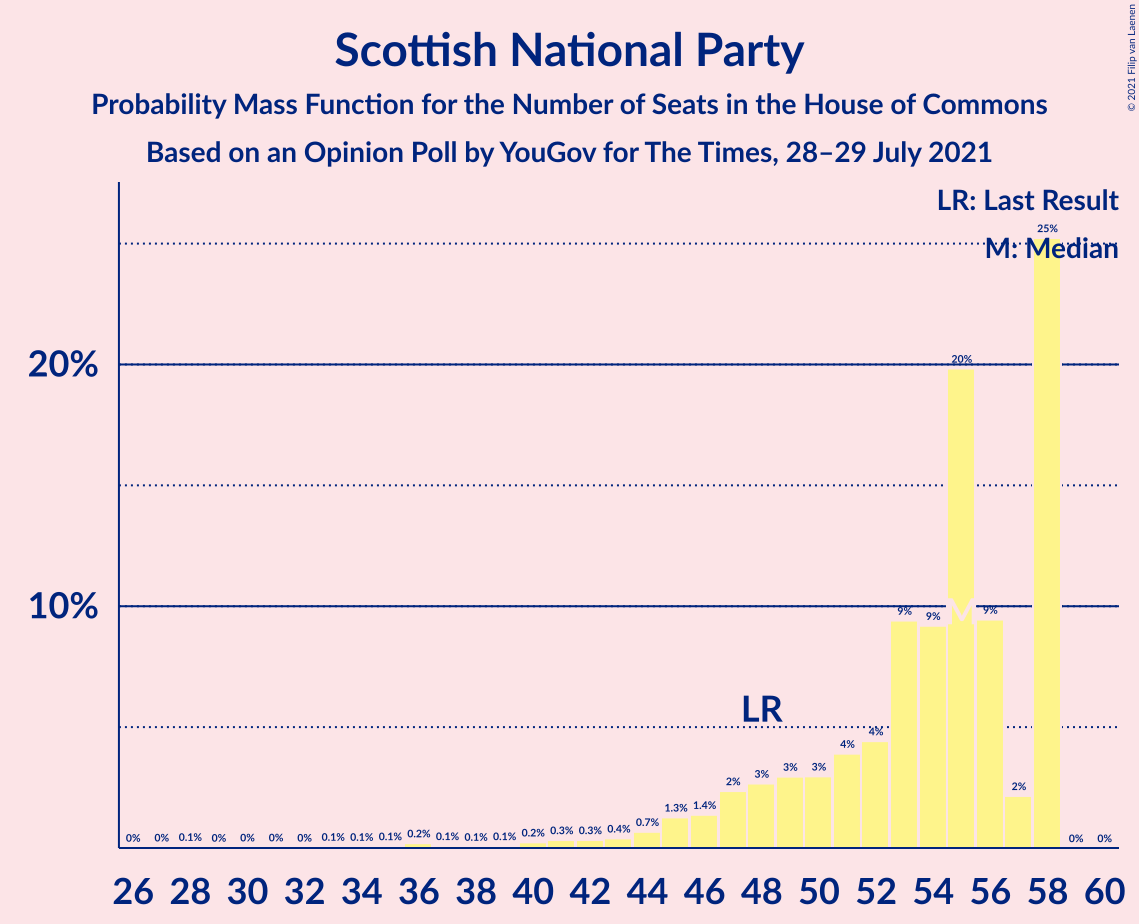 Scottish National Party
Probability Mass Function for the Number of Seats in the House of Commons
Based on an Opinion Poll by YouGov for The Times, 28–29 July 2021
© 2021 Filip van Laenen
LR: Last Result
M: Median
20%
10%
LR
0% 0% 0.1% 0% 0% 0% 0% 0.1% 0.1% 0.1% 0.2% 0.1% 0.1% 0.1% 0.2% 0.3% 0.3% 0.4% 0.7% 1.3% 1.4% 2% 3% 3% 3% 4% 4% 9% 9% 20% 9% 2% 25% 0% 0%
26 28 30 32 34 36 38 40 42 44 46 48 50 52 54 56 58 60